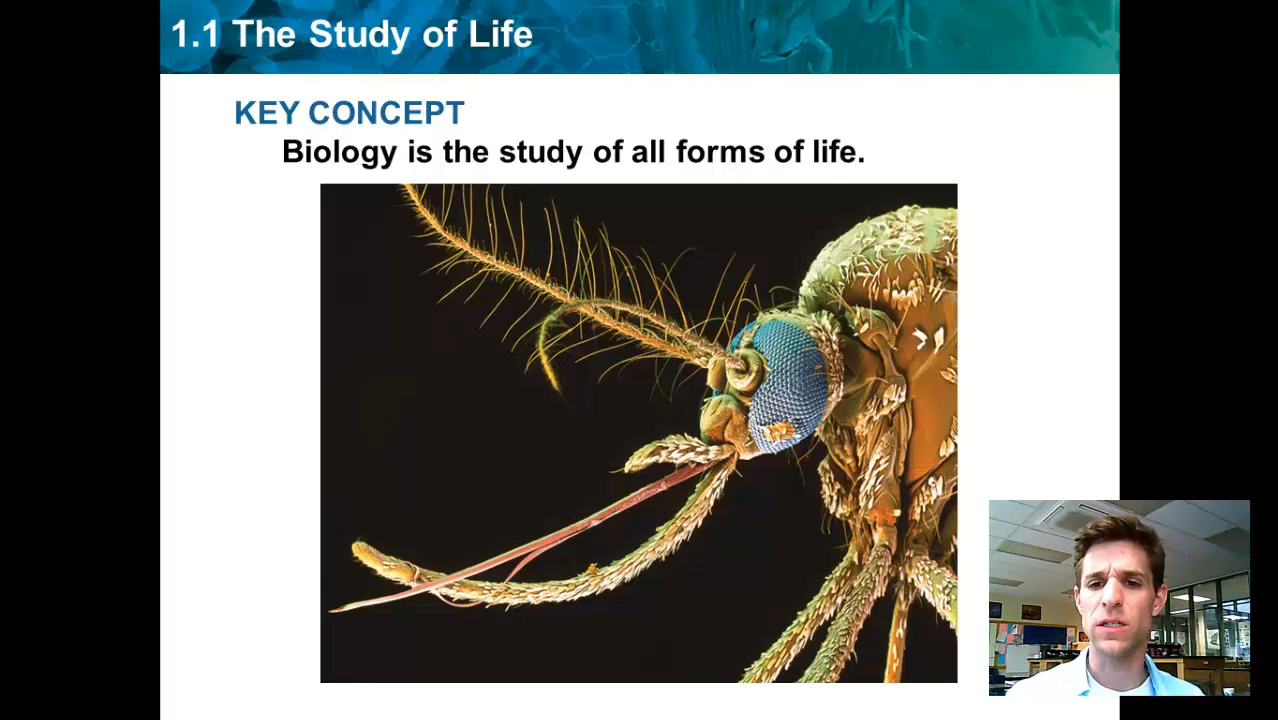 1.1 The Study of Life
KEY CONCEPT
Biology is the study of all forms of life.